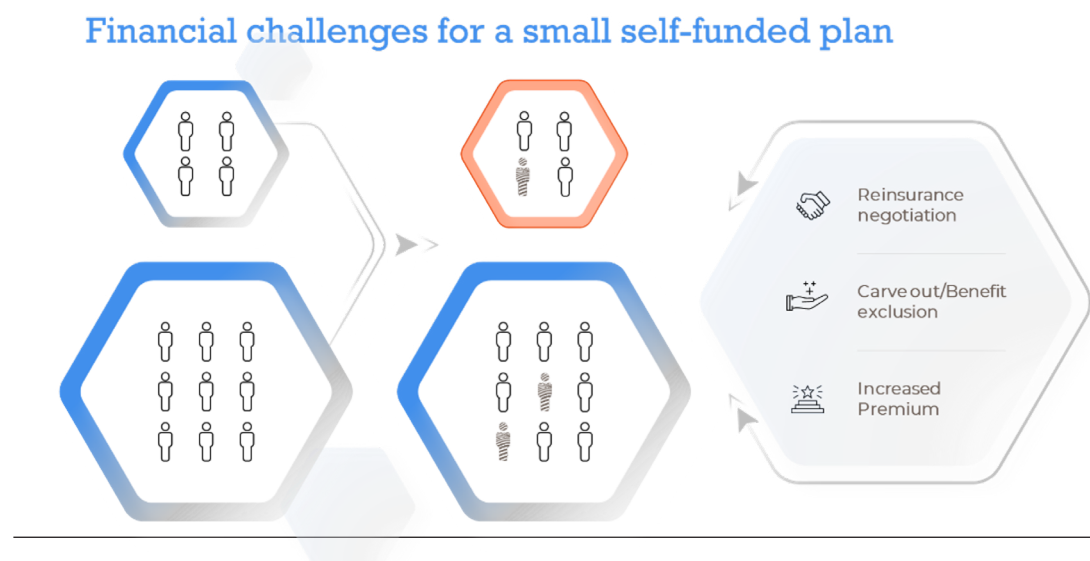 Financial challenges for a small self-funded plan
Reinsurance
negotiation
Carve out/Benefit
exclusion
Increased
Premium